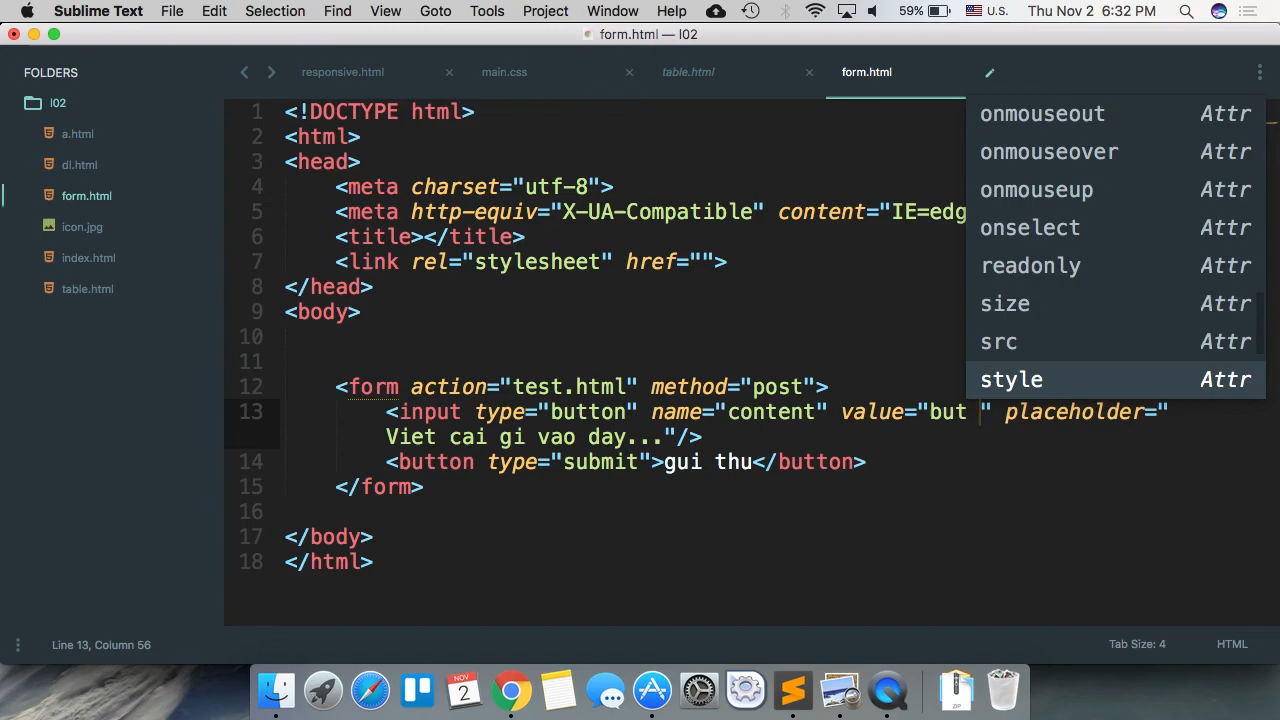 Sublime Text File Edit Selection Find View Goto Tools Project Window Help 59% U.S. Thu Nov 2 6:32 PM
form.html — l02
FOLDERS
l02
a.html
dl.html
form.html
icon.jpg
index.html
table.html
responsive.html main.css table.html form.html
1 <!DOCTYPE html>
2 <html>
3 <head>
4 <meta charset="utf-8">
5 <meta http-equiv="X-UA-Compatible" content="IE=edg
6 <title></title>
7 <link rel="stylesheet" href="">
8 </head>
9 <body>
10
11
12 <form action="test.html" method="post">
13 <input type="button" name="content" value="but " placeholder="
Viet cai gi vao day..."/>
14 <button type="submit">gui thu</button>
15 </form>
16
17 </body>
18 </html>
onmouseout Attr
onmouseover Attr
onmouseup Attr
onselect Attr
readonly Attr
size Attr
src Attr
style Attr
Line 13, Column 56 Tab Size: 4 HTML
NOV
2
ZIP